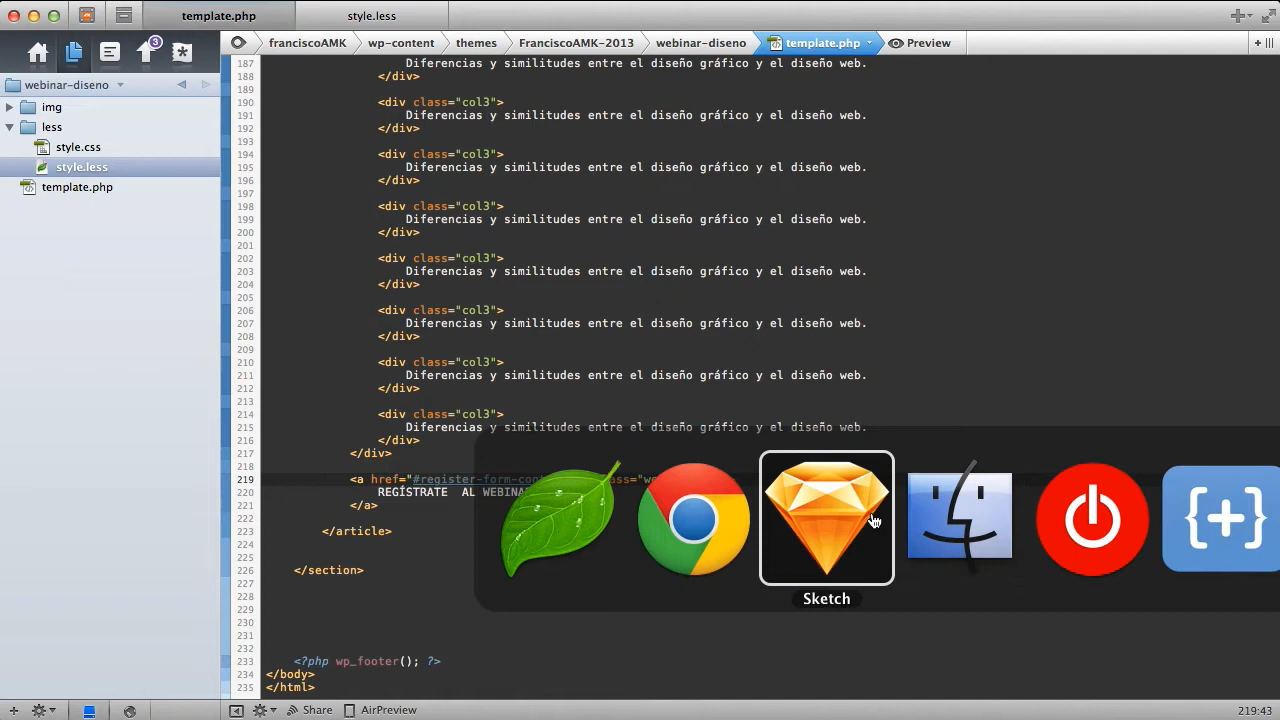 template.php
style.less
3
franciscoAMK
wp-content
themes
FranciscoAMK-2013
webinar-diseno
template.php
Preview
webinar-diseno
img
less
style.css
style.less
template.php
187 Diferencias y similitudes entre el diseño gráfico y el diseño web.
188 </div>
189
190 <div class="col3">
191 Diferencias y similitudes entre el diseño gráfico y el diseño web.
192 </div>
193
194 <div class="col3">
195 Diferencias y similitudes entre el diseño gráfico y el diseño web.
196 </div>
197
198 <div class="col3">
199 Diferencias y similitudes entre el diseño gráfico y el diseño web.
200 </div>
201
202 <div class="col3">
203 Diferencias y similitudes entre el diseño gráfico y el diseño web.
204 </div>
205
206 <div class="col3">
207 Diferencias y similitudes entre el diseño gráfico y el diseño web.
208 </div>
209
210 <div class="col3">
211 Diferencias y similitudes entre el diseño gráfico y el diseño web.
212 </div>
213
214 <div class="col3">
215 Diferencias y similitudes entre el diseño gráfico y el diseño web.
216 </div>
217 </div>
218
219 <a href="#register-form-con
220 REGÍSTRATE AL WEBINA
221 </a>
222
223 </article>
224
225
226 </section>
227
228
229
230
231
232
233 <?php wp_footer(); ?>
234 </body>
235 </html>
Sketch
Share
AirPreview
219:43